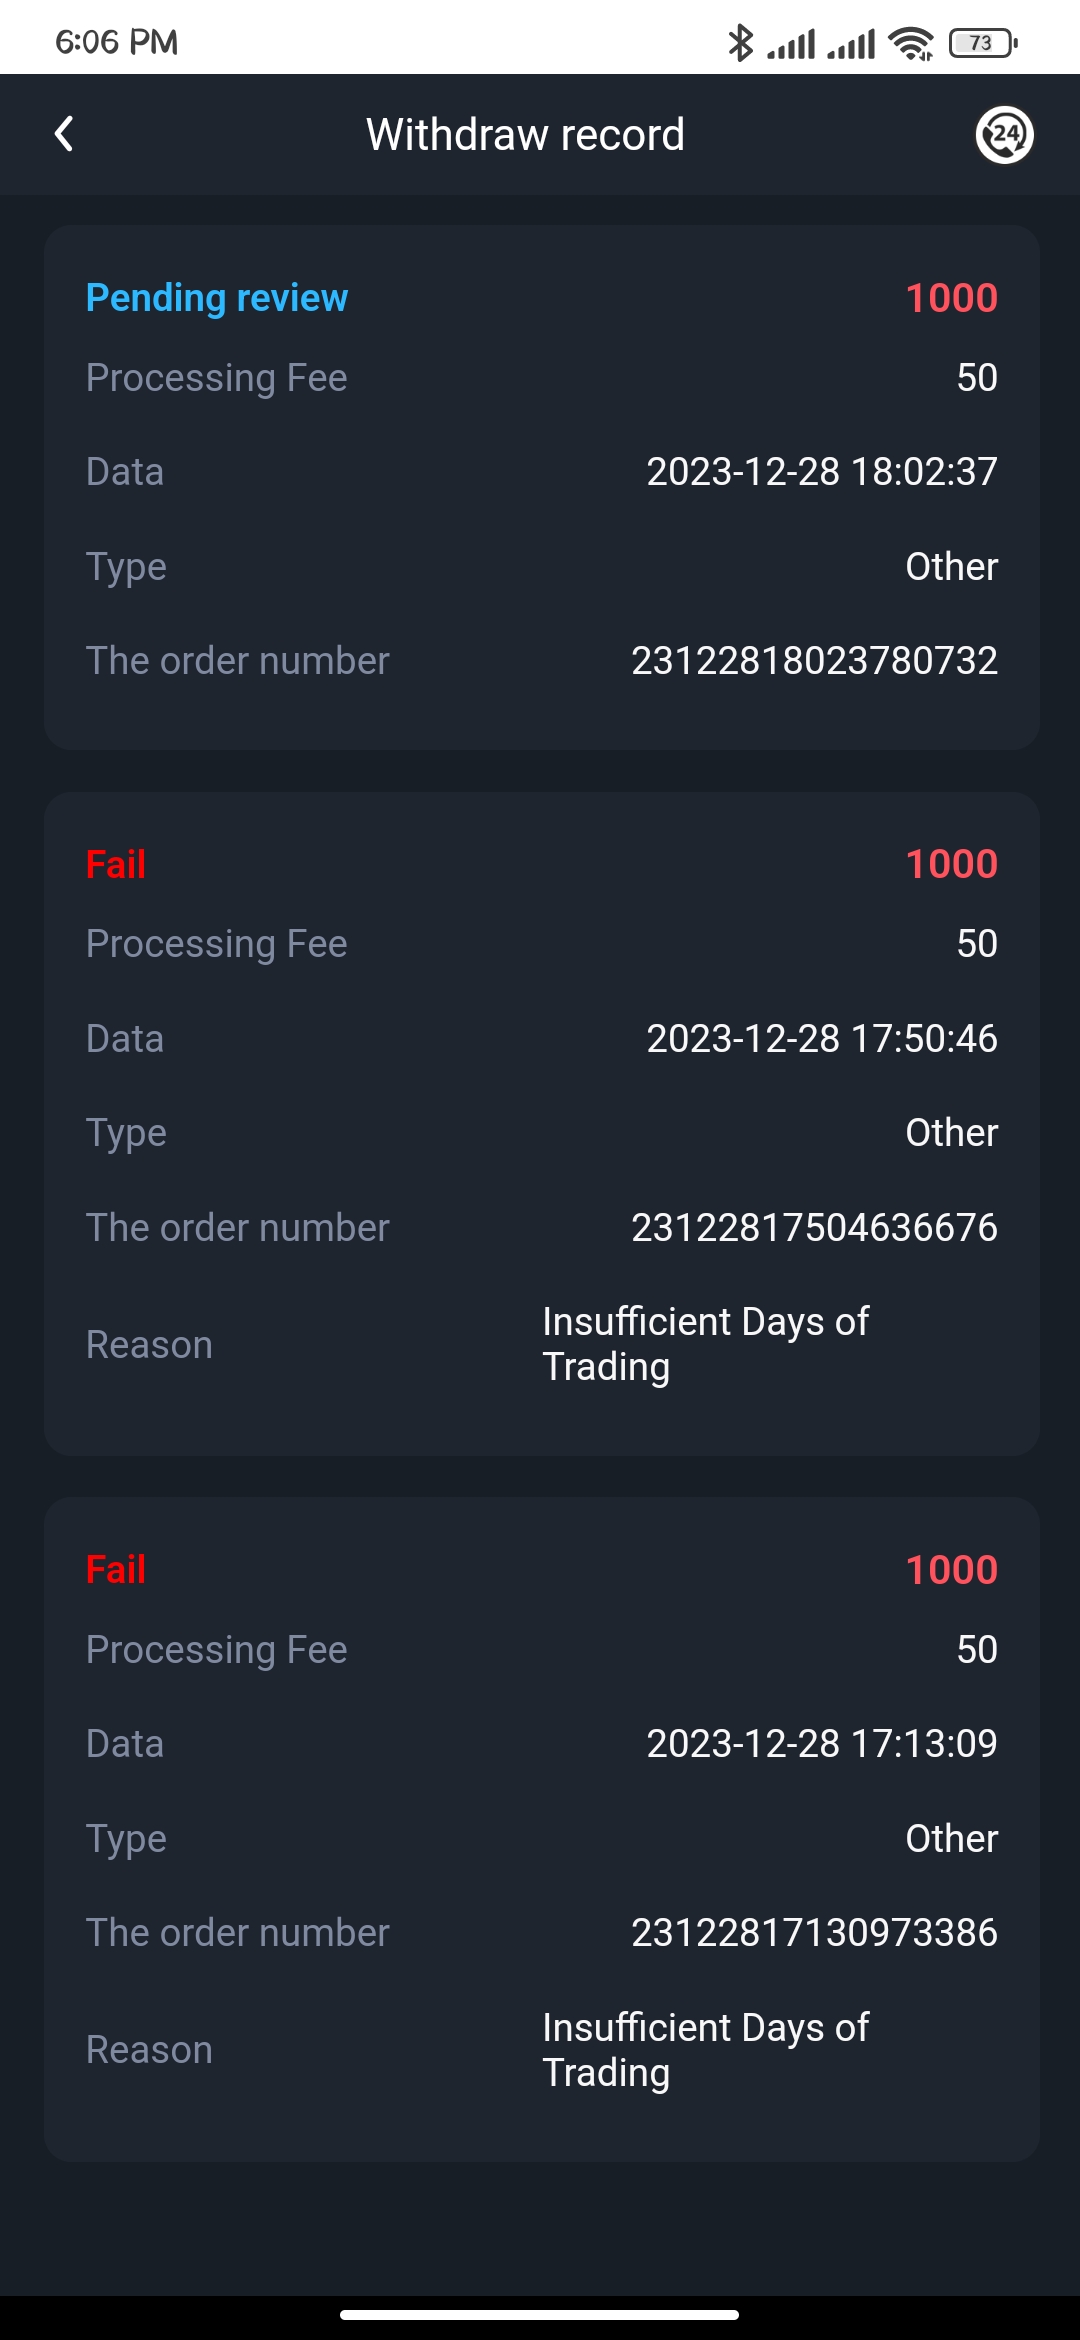 6:06 PM
73
Withdraw record
24
Pending review 1000
Processing Fee 50
Data 2023-12-28 18:02:37
Type Other
The order number 23122818023780732
Fail 1000
Processing Fee 50
Data 2023-12-28 17:50:46
Type Other
The order number 23122817504636676
Reason Insufficient Days of
Trading
Fail 1000
Processing Fee 50
Data 2023-12-28 17:13:09
Type Other
The order number 23122817130973386
Reason Insufficient Days of
Trading